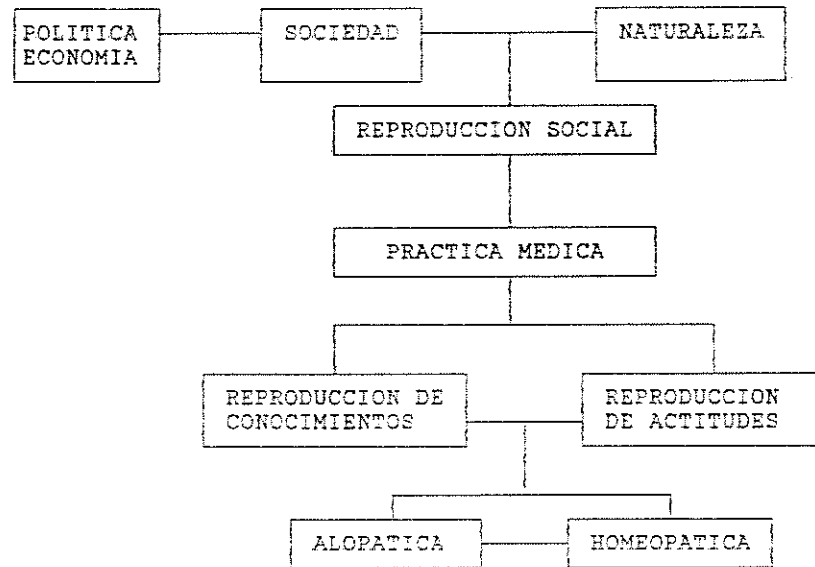 POLITICA
ECONOMIA
SOCIEDAD
NATURALEZA
REPRODUCCION SOCIAL
PRACTICA MEDICA
REPRODUCCION DE
CONOCIMIENTOS
REPRODUCCION
DE ACTITUDES
ALOPATICA
HOMEOPATICA